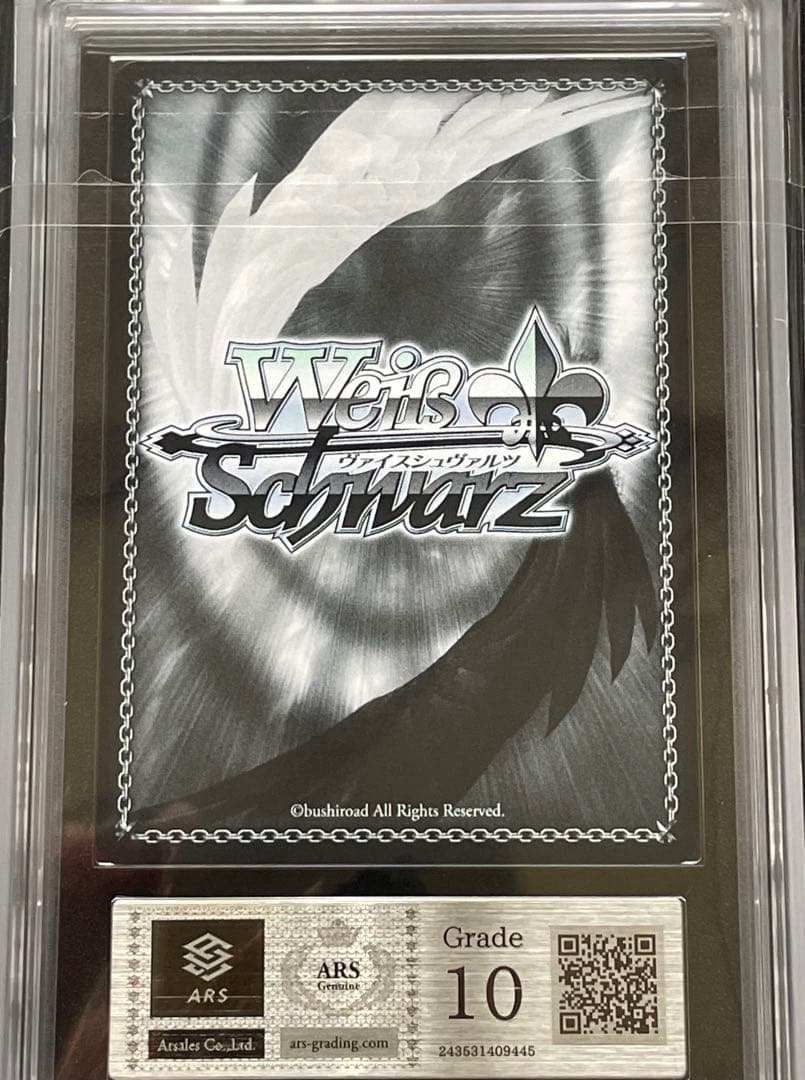 Weiß
ヴァイスシュヴァルツ
Schwarz
©bushiroad All Rights Reserved.
ARS
Arsales Co.,Ltd.
ARS
Genuine
ars-grading.com
Grade
10
243531409445